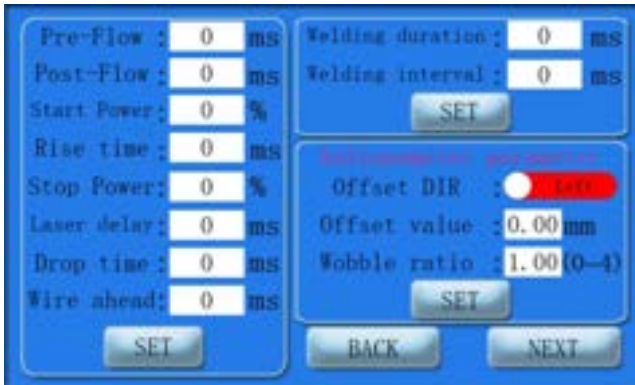 Pre-Flow : 0 ms
Post-Flow : 0 ms
Start Power: 0 %
Rise time : 0 ms
Stop Power: 0 %
Laser delay: 0 ms
Drop time : 0 ms
Wire ahead: 0 ms
SET
Welding duration : 0 ms
Welding interval : 0 ms
SET
parameter
Offset DIR : Left
Offset value : 0.00 mm
Wobble ratio : 1.00 (0—4)
SET
BACK
NEXT